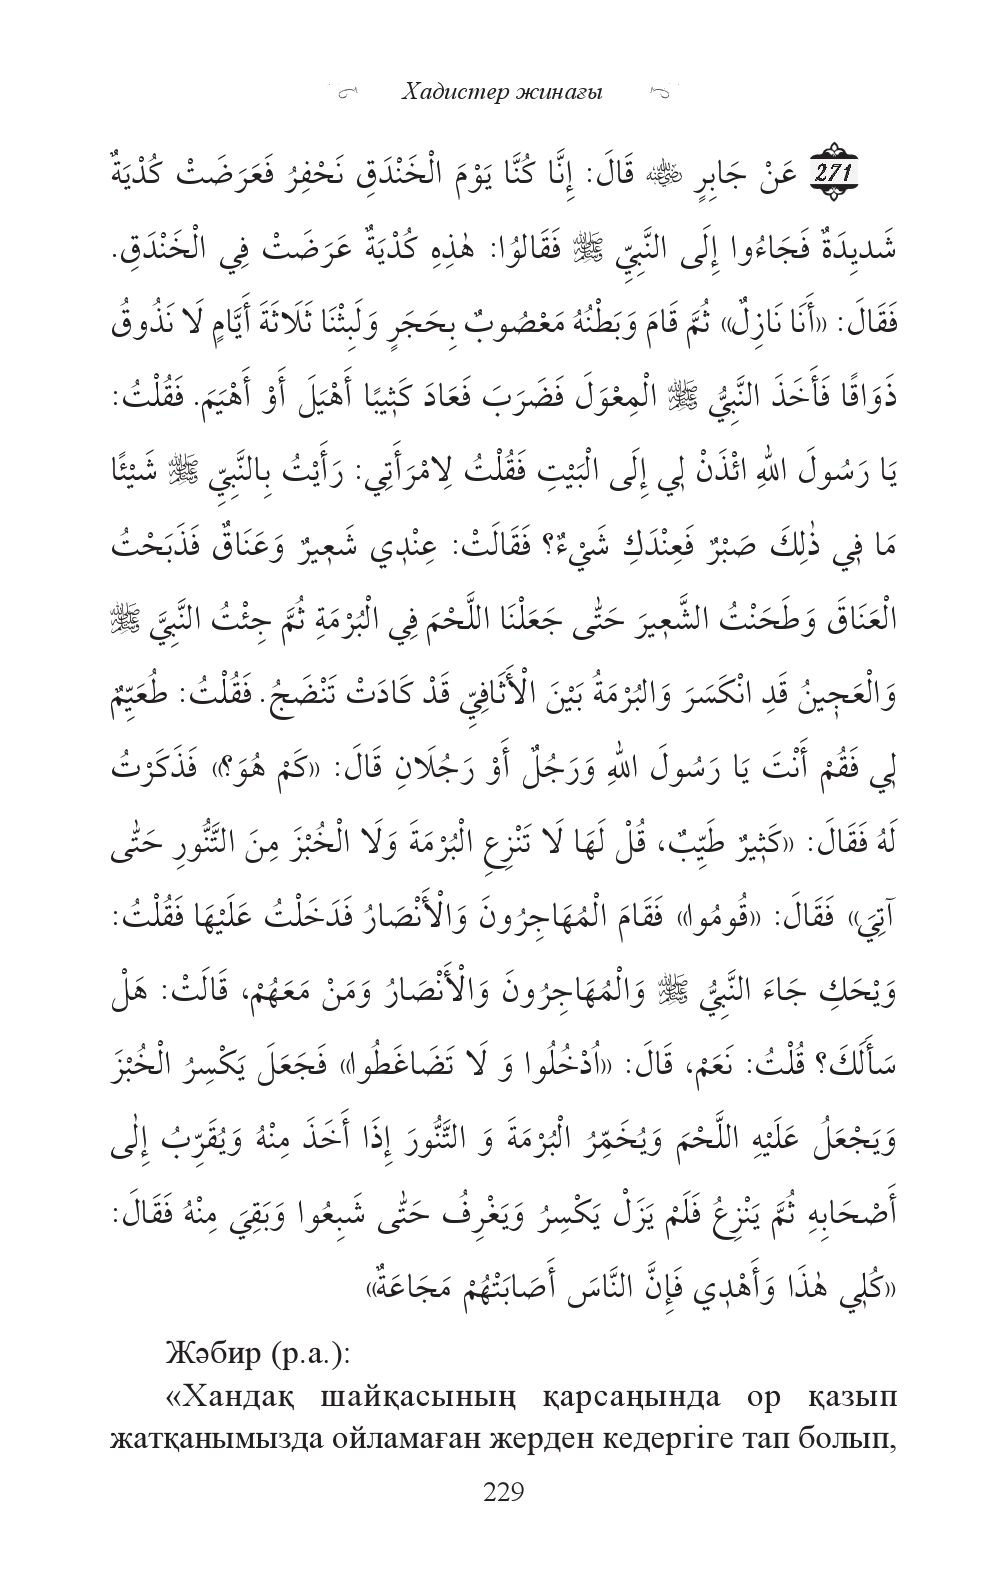 Хадистер жинағы
271 عَنْ جَابِرٍ ﷺ قَالَ: إِنَّا كُنَّا يَوْمَ الْخَنْدَقِ نَحْفِرُ فَعَرَضَتْ كُدْيَةٌ
شَدِيدَةٌ فَجَاءُوا إِلَى النَّبِيِّ ﷺ فَقَالُوُا: هٰذِهِ كُدْيَةٌ عَرَضَتْ فِي الْخَنْدَقِ.
فَقَالَ: «أَنَا نَازِلٌ» ثُمَّ قَامَ وَبَطْنُهُ مَعْصُوبٌ بِحَجَرٍ وَلَبِثْنَا ثَلَاثَةَ أَيَّامٍ لَا نَذُوقُ
ذَوَاقًا فَأَخَذَ النَّبِيُّ ﷺ الْمِعْوَلَ فَضَرَبَ فَعَادَ كَثِيبًا أَهْيَلَ أَوْ أَهْيَمَ. فَقُلْتُ:
يَا رَسُولَ اللهِ ائْذَنْ لِي إِلَى الْبَيْتِ فَقُلْتُ لِامْرَأَتِي: رَأَيْتُ بِالنَّبِيِّ ﷺ شَيْئًا
مَا فِي ذٰلِكَ صَبْرٌ فَعِنْدَكِ شَيْءٌ؟ فَقَالَتْ: عِنْدِي شَعِيرٌ وَعَنَاقٌ فَذَبَحْتُ
الْعَنَاقَ وَطَحَنْتُ الشَّعِيرَ حَتّٰى جَعَلْنَا اللَّحْمَ فِي الْبُرْمَةِ ثُمَّ جِئْتُ النَّبِيَّ ﷺ
وَالْعَجِينُ قَدِ انْكَسَرَ وَالبُرْمَةُ بَيْنَ الْأَثَافِيِّ قَدْ كَادَتْ تَنْضَجُ. فَقُلْتُ: طُعَيِّمٌ
لِي فَقُمْ أَنْتَ يَا رَسُولَ اللهِ وَرَجُلٌ أَوْ رَجُلَانِ قَالَ: «كَمْ هُوَ؟» فَذَكَرْتُ
لَهُ فَقَالَ: «كَثِيرٌ طَيِّبٌ، قُلْ لَهَا لَا تَنْزِعِ الْبُرْمَةَ وَلَا الْخُبْزَ مِنَ التَّنُّورِ حَتّٰى
آتِيَ» فَقَالَ: «قُومُوا» فَقَامَ الْمُهَاجِرُونَ وَالْأَنْصَارُ فَدَخَلْتُ عَلَيْهَا فَقُلْتُ:
وَيْحَكِ جَاءَ النَّبِيُّ ﷺ وَالْمُهَاجِرُونَ وَالْأَنْصَارُ وَمَنْ مَعَهُمْ، قَالَتْ: هَلْ
سَأَلَكَ؟ قُلْتُ: نَعَمْ، قَالَ: «اُدْخُلُوا وَ لَا تَضَاغَطُوا» فَجَعَلَ يَكْسِرُ الْخُبْزَ
وَيَجْعَلُ عَلَيْهِ اللَّحْمَ وَيُخَمِّرُ الْبُرْمَةَ وَ التَّنُّورَ إِذَا أَخَذَ مِنْهُ وَيُقَرِّبُ إِلٰى
أَصْحَابِهِ ثُمَّ يَنْزِعُ فَلَمْ يَزَلْ يَكْسِرُ وَيَغْرِفُ حَتّٰى شَبِعُوا وَبَقِيَ مِنْهُ فَقَالَ:
«كُلِي هٰذَا وَأَهْدِي فَإِنَّ النَّاسَ أَصَابَتْهُمْ مَجَاعَةٌ»
Жәбир (р.а.):
«Хандақ шайқасының қарсаңында ор қазып
жатқанымызда ойламаған жерден кедергіге тап болып,
229